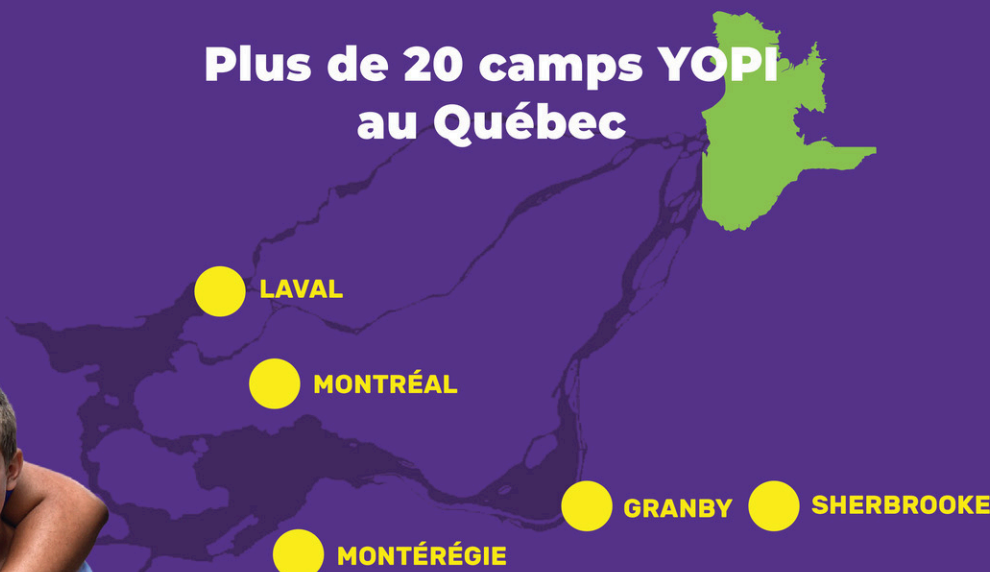 Plus de 20 camps YOPI
au Québec
LAVAL
MONTRÉAL
GRANBY
SHERBROOKE
MONTÉRÉGIE